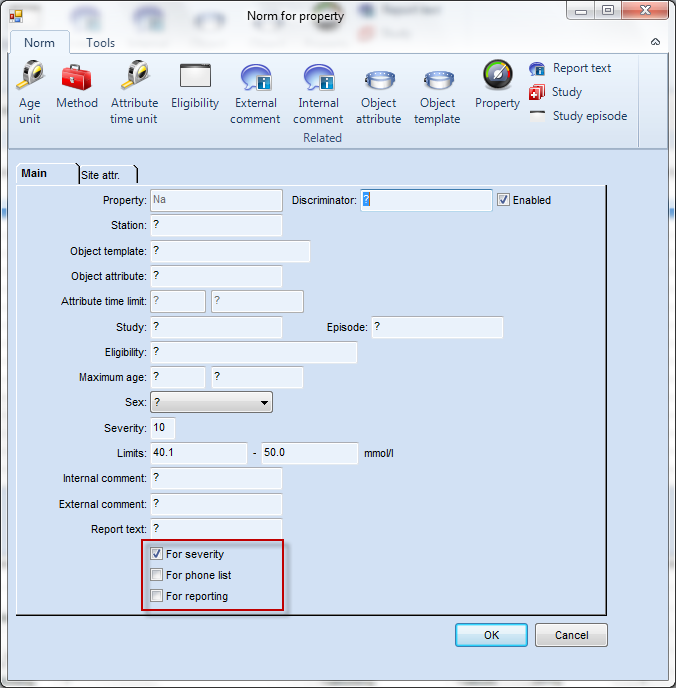 Norm for property
Norm Tools
Age unit
Method
Attribute time unit
Eligibility
External comment
Internal comment
Object attribute
Object template
Property
Report text
Study
Study episode
Related
Main Site attr.
Property: Na Discriminator: ? Enabled
Station: ?
Object template: ?
Object attribute: ?
Attribute time limit: ? ?
Study: ? Episode: ?
Eligibility: ?
Maximum age: ? ?
Sex: ?
Severity: 10
Limits: 40.1 - 50.0 mmol/l
Internal comment: ?
External comment: ?
Report text: ?
For severity
For phone list
For reporting
OK Cancel